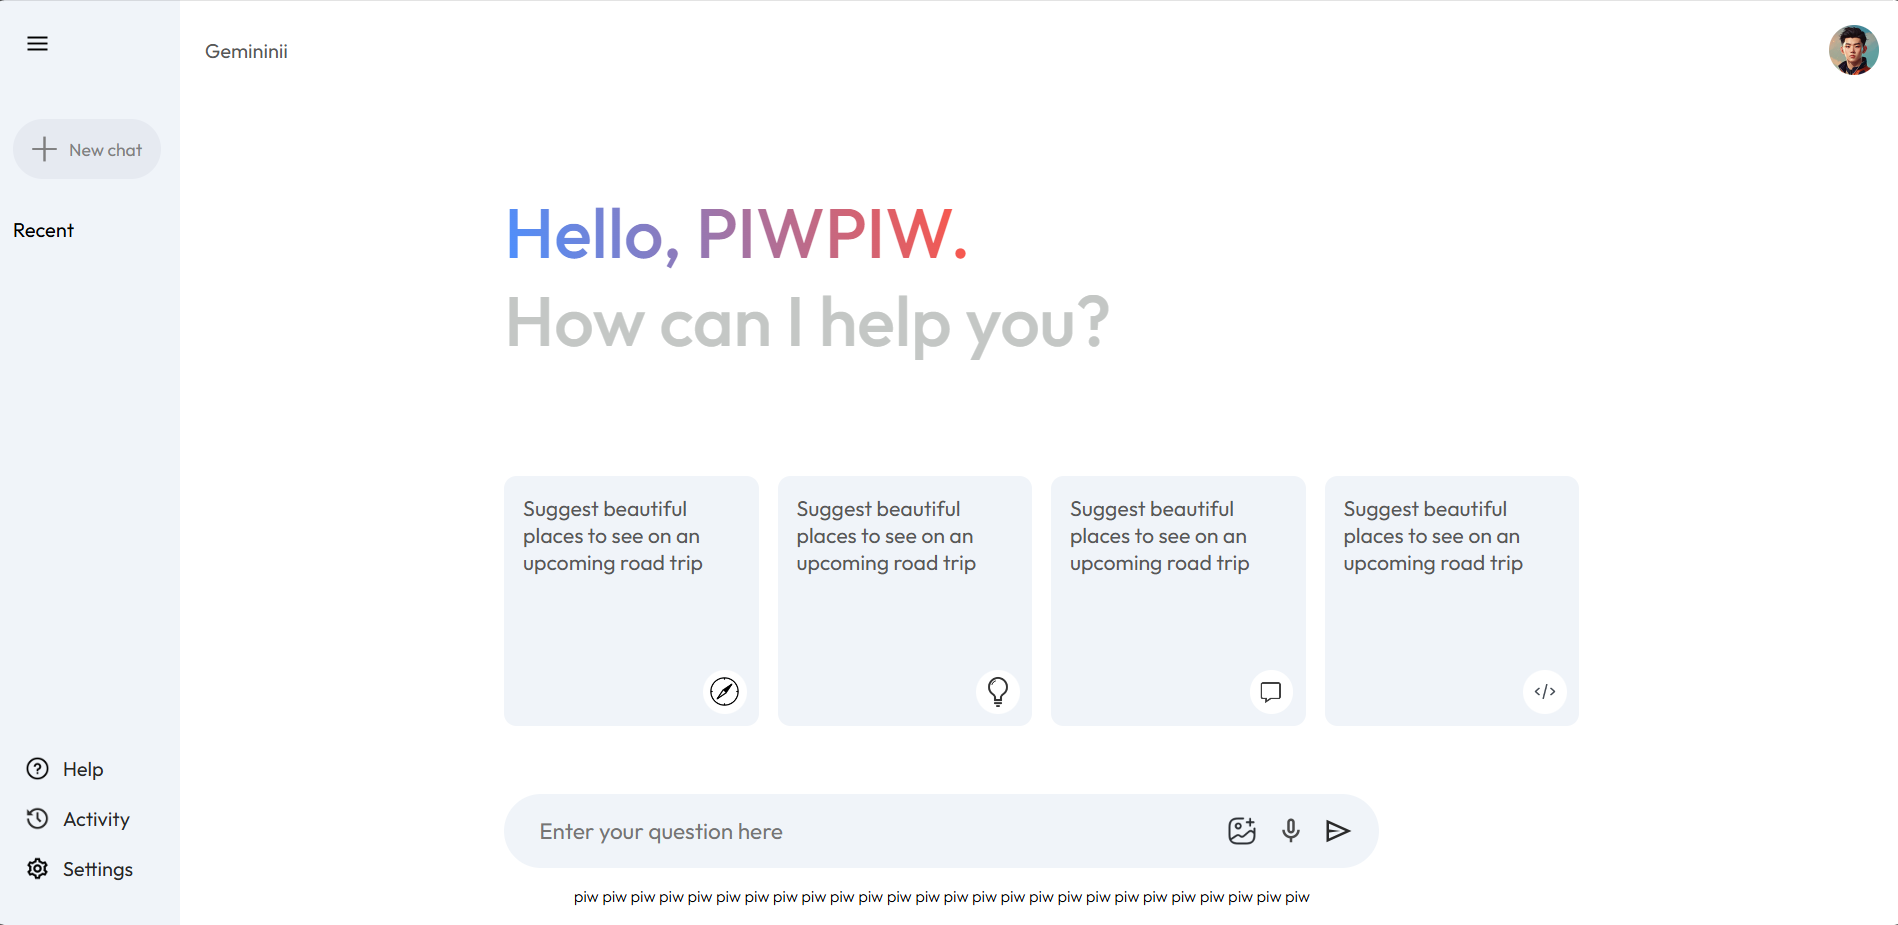 Gemininii
New chat
Recent
Hello, PIWPIW.
How can I help you?
Suggest beautiful
places to see on an
upcoming road trip
Suggest beautiful
places to see on an
upcoming road trip
Suggest beautiful
places to see on an
upcoming road trip
Suggest beautiful
places to see on an
upcoming road trip
</>
Help
Activity
Settings
Enter your question here
piw piw piw piw piw piw piw piw piw piw piw piw piw piw piw piw piw piw piw piw piw piw piw piw piw piw